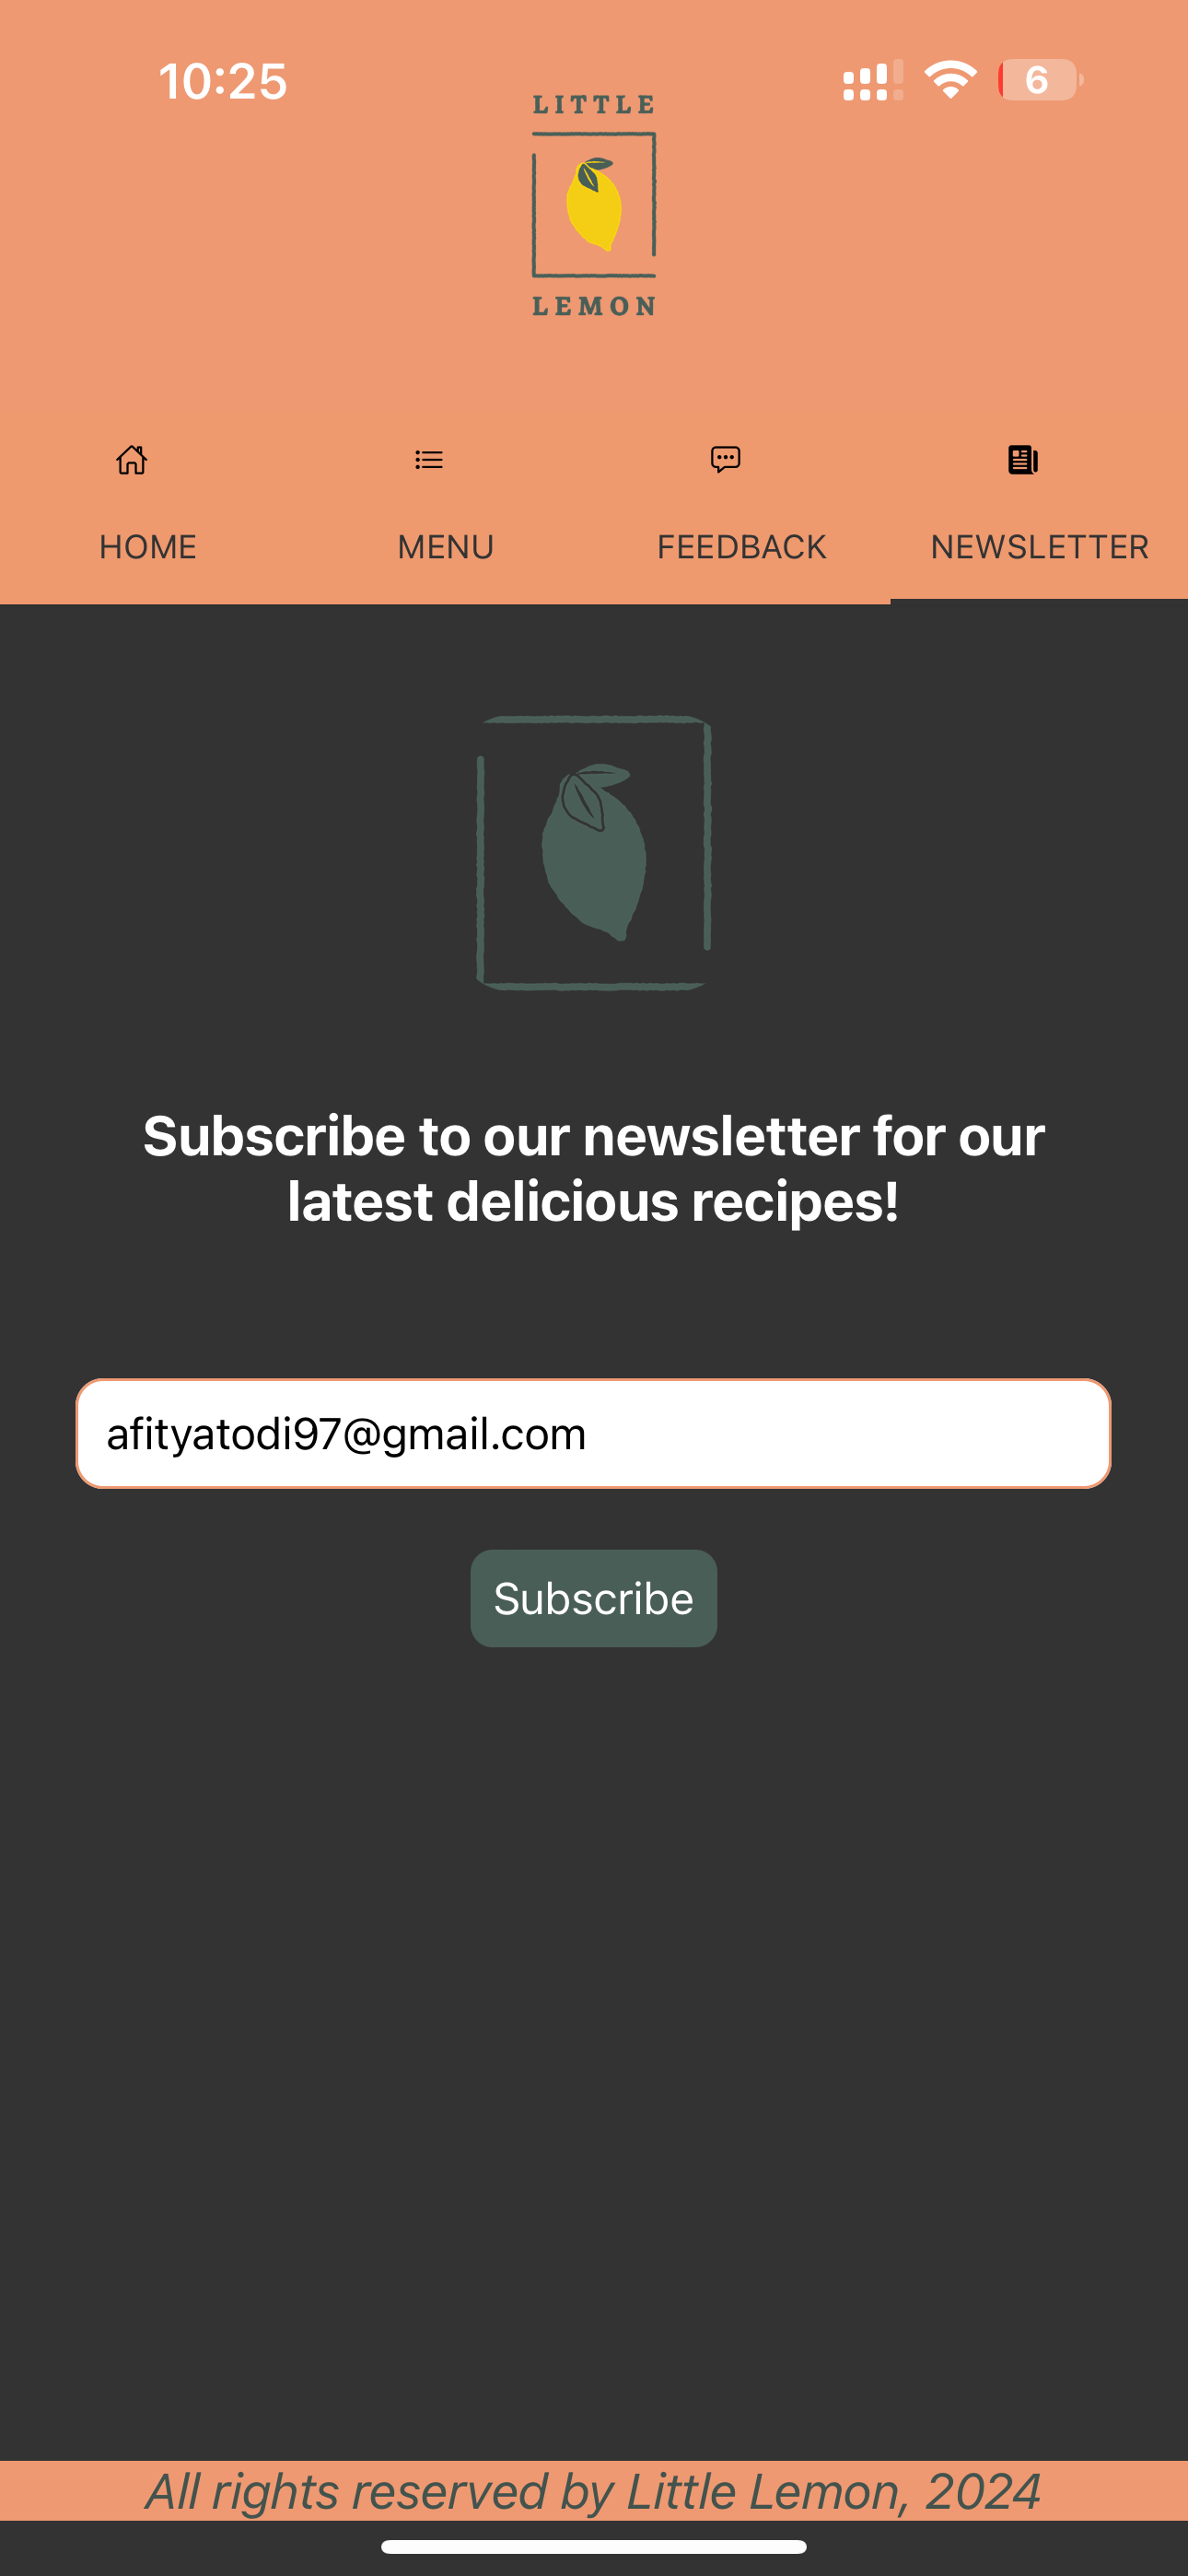 10:25
6
LITTLE
LEMON
HOME
MENU
FEEDBACK
NEWSLETTER
Subscribe to our newsletter for our
latest delicious recipes!
afityatodi97@gmail.com
Subscribe
All rights reserved by Little Lemon, 2024